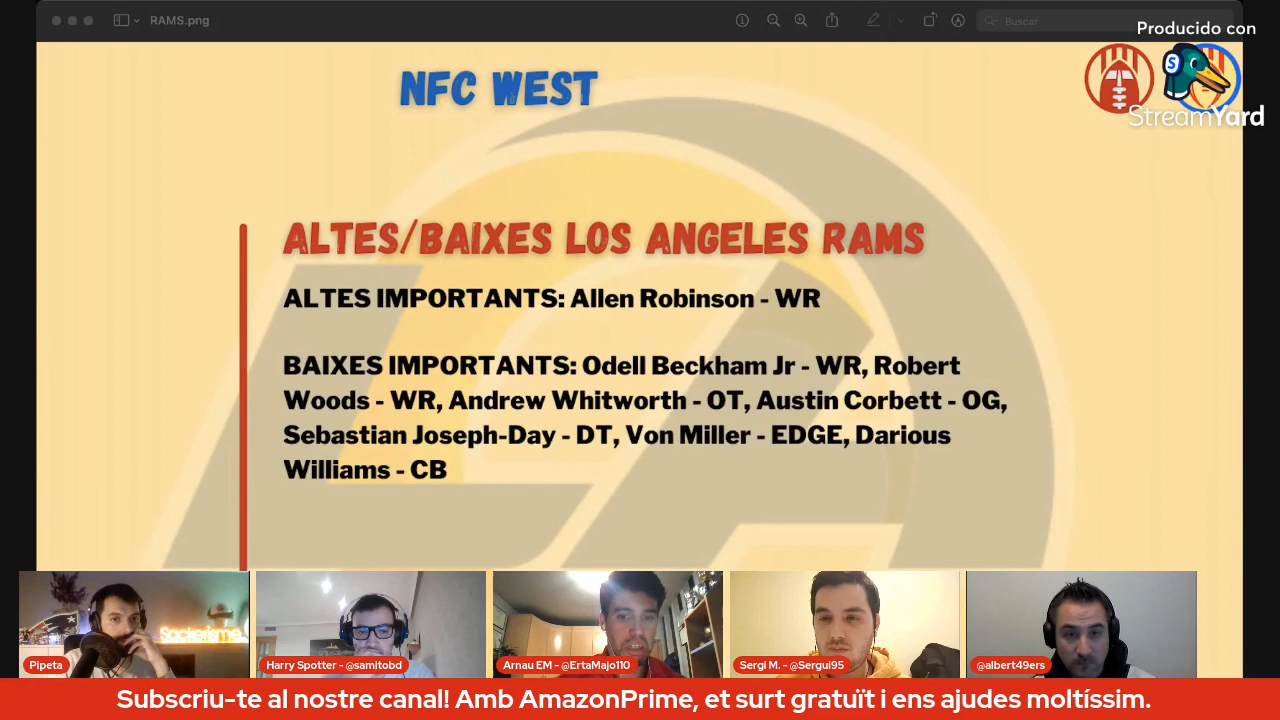 RAMS.png
Buscar
Producido con
StreamYard
S
NFC WEST
ALTES/BAIXES LOS ANGELES RAMS
ALTES IMPORTANTS: Allen Robinson - WR
BAIXES IMPORTANTS: Odell Beckham Jr - WR, Robert
Woods - WR, Andrew Whitworth - OT, Austin Corbett - OG,
Sebastian Joseph-Day - DT, Von Miller - EDGE, Darious
Williams - CB
Sackerisme
Pipeta
Harry Spotter - @samitobd
Arnau EM - @ErtaMajo110
Sergi M. - @Sergui95
@albert49ers
Subscriu-te al nostre canal! Amb AmazonPrime, et surt gratuït i ens ajudes moltíssim.